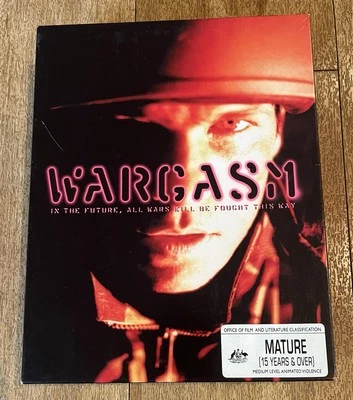 WARGASM
IN THE FUTURE, ALL WARS WILL BE FOUGHT THIS WAY
OFFICE OF FILM AND LITERATURE CLASSIFICATION
MATURE
(15 YEARS & OVER)
MEDIUM LEVEL ANIMATED VIOLENCE